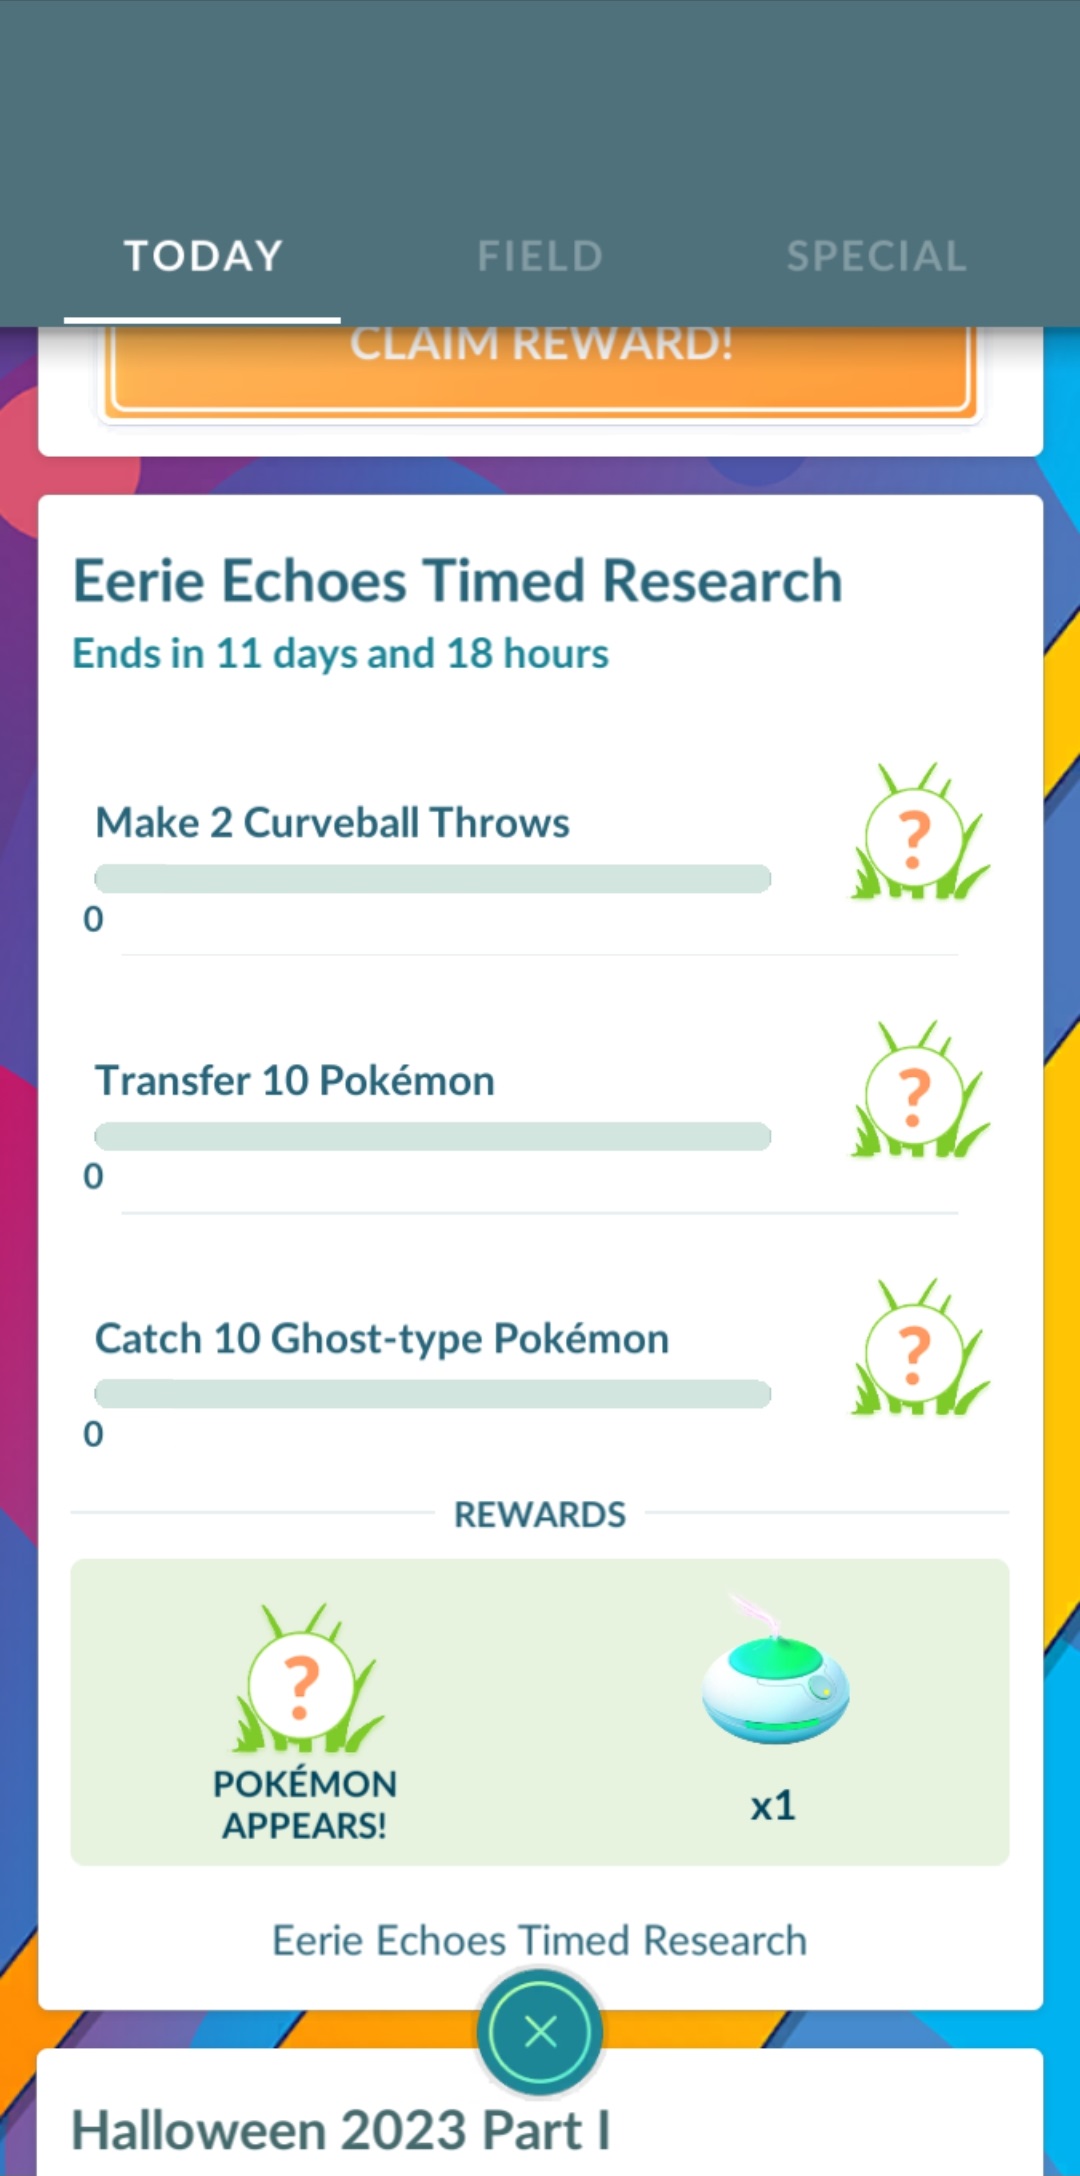 TODAY
FIELD
SPECIAL
CLAIM REWARD!
Eerie Echoes Timed Research
Ends in 11 days and 18 hours
Make 2 Curveball Throws
?
0
Transfer 10 Pokémon
?
0
Catch 10 Ghost-type Pokémon
?
0
REWARDS
?
POKÉMON
APPEARS!
x1
Eerie Echoes Timed Research
Halloween 2023 Part I